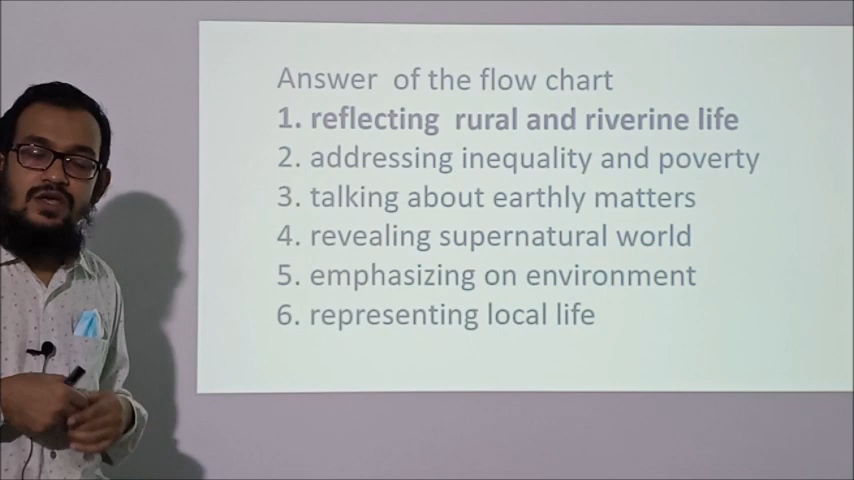 Answer of the flow chart
1. reflecting rural and riverine life
2. addressing inequality and poverty
3. talking about earthly matters
4. revealing supernatural world
5. emphasizing on environment
6. representing local life